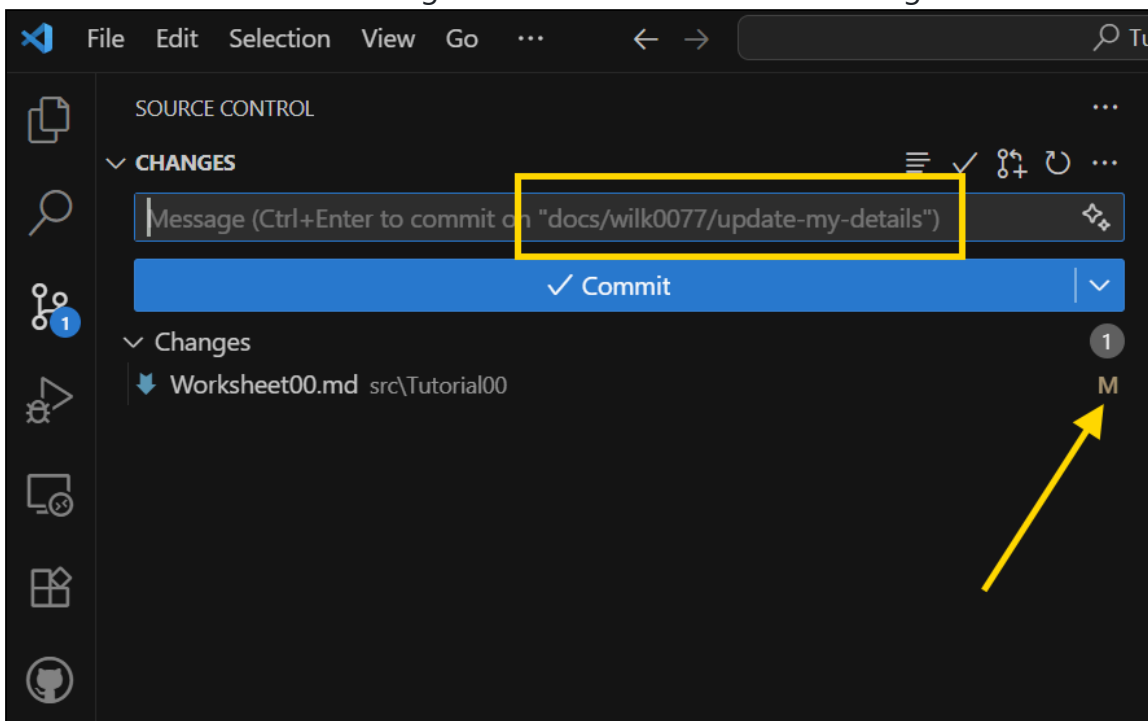 File Edit Selection View Go ··· Tu
SOURCE CONTROL ···
CHANGES ···
Message (Ctrl+Enter to commit on "docs/wilk0077/update-my-details")
Commit
1
Changes 1
Worksheet00.md src\Tutorial00 M